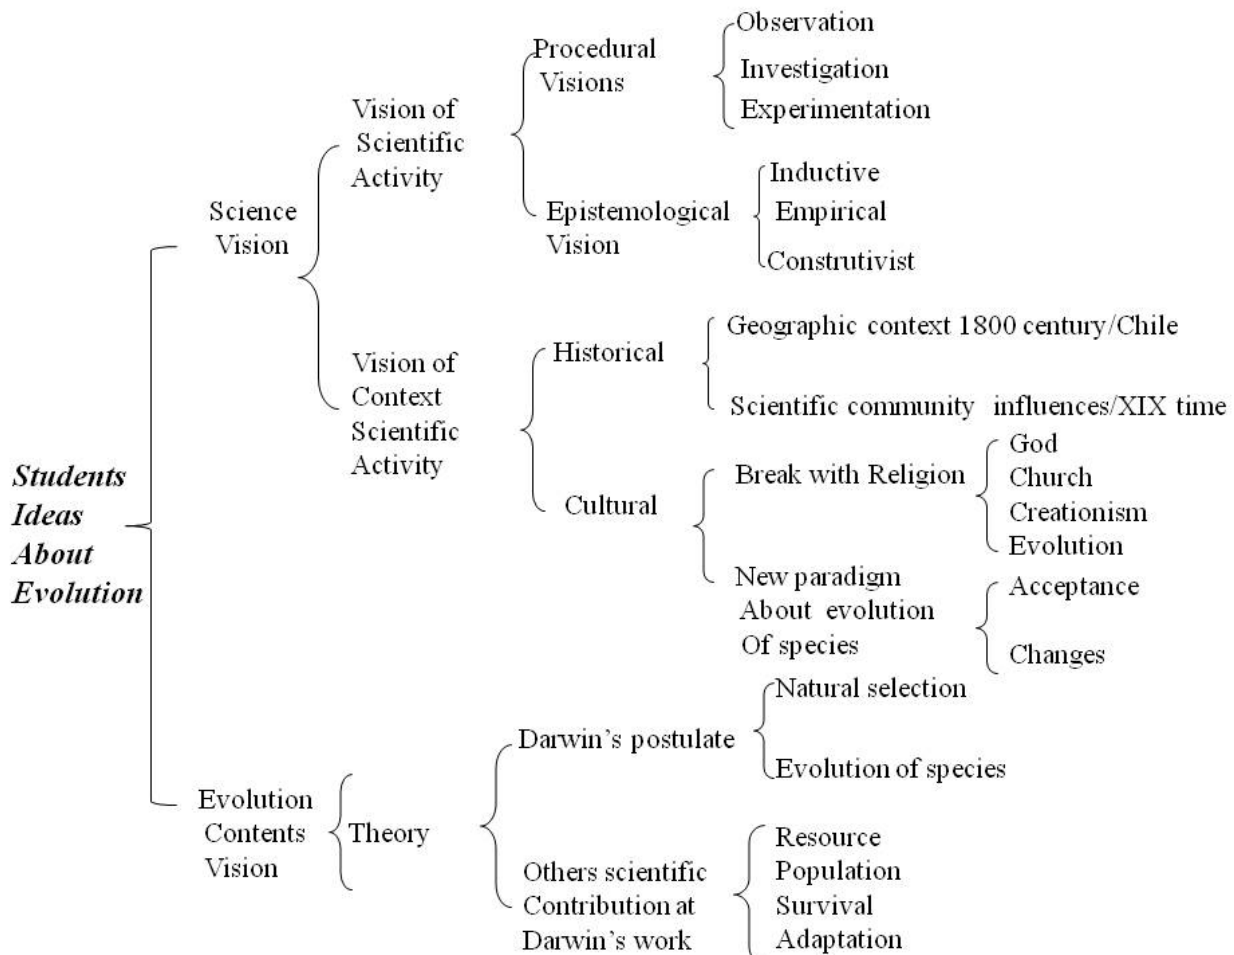 Students
Ideas
About
Evolution
Science
Vision
Vision of
Scientific
Activity
Procedural
Visions
Observation
Investigation
Experimentation
Epistemological
Vision
Inductive
Empirical
Construtivist
Vision of
Context
Scientific
Activity
Historical
Geographic context 1800 century/Chile
Scientific community influences/XIX time
Cultural
Break with Religion
God
Church
Creationism
Evolution
New paradigm
About evolution
Of species
Acceptance
Changes
Evolution
Contents
Vision
Theory
Darwin’s postulate
Natural selection
Evolution of species
Others scientific
Contribution at
Darwin’s work
Resource
Population
Survival
Adaptation